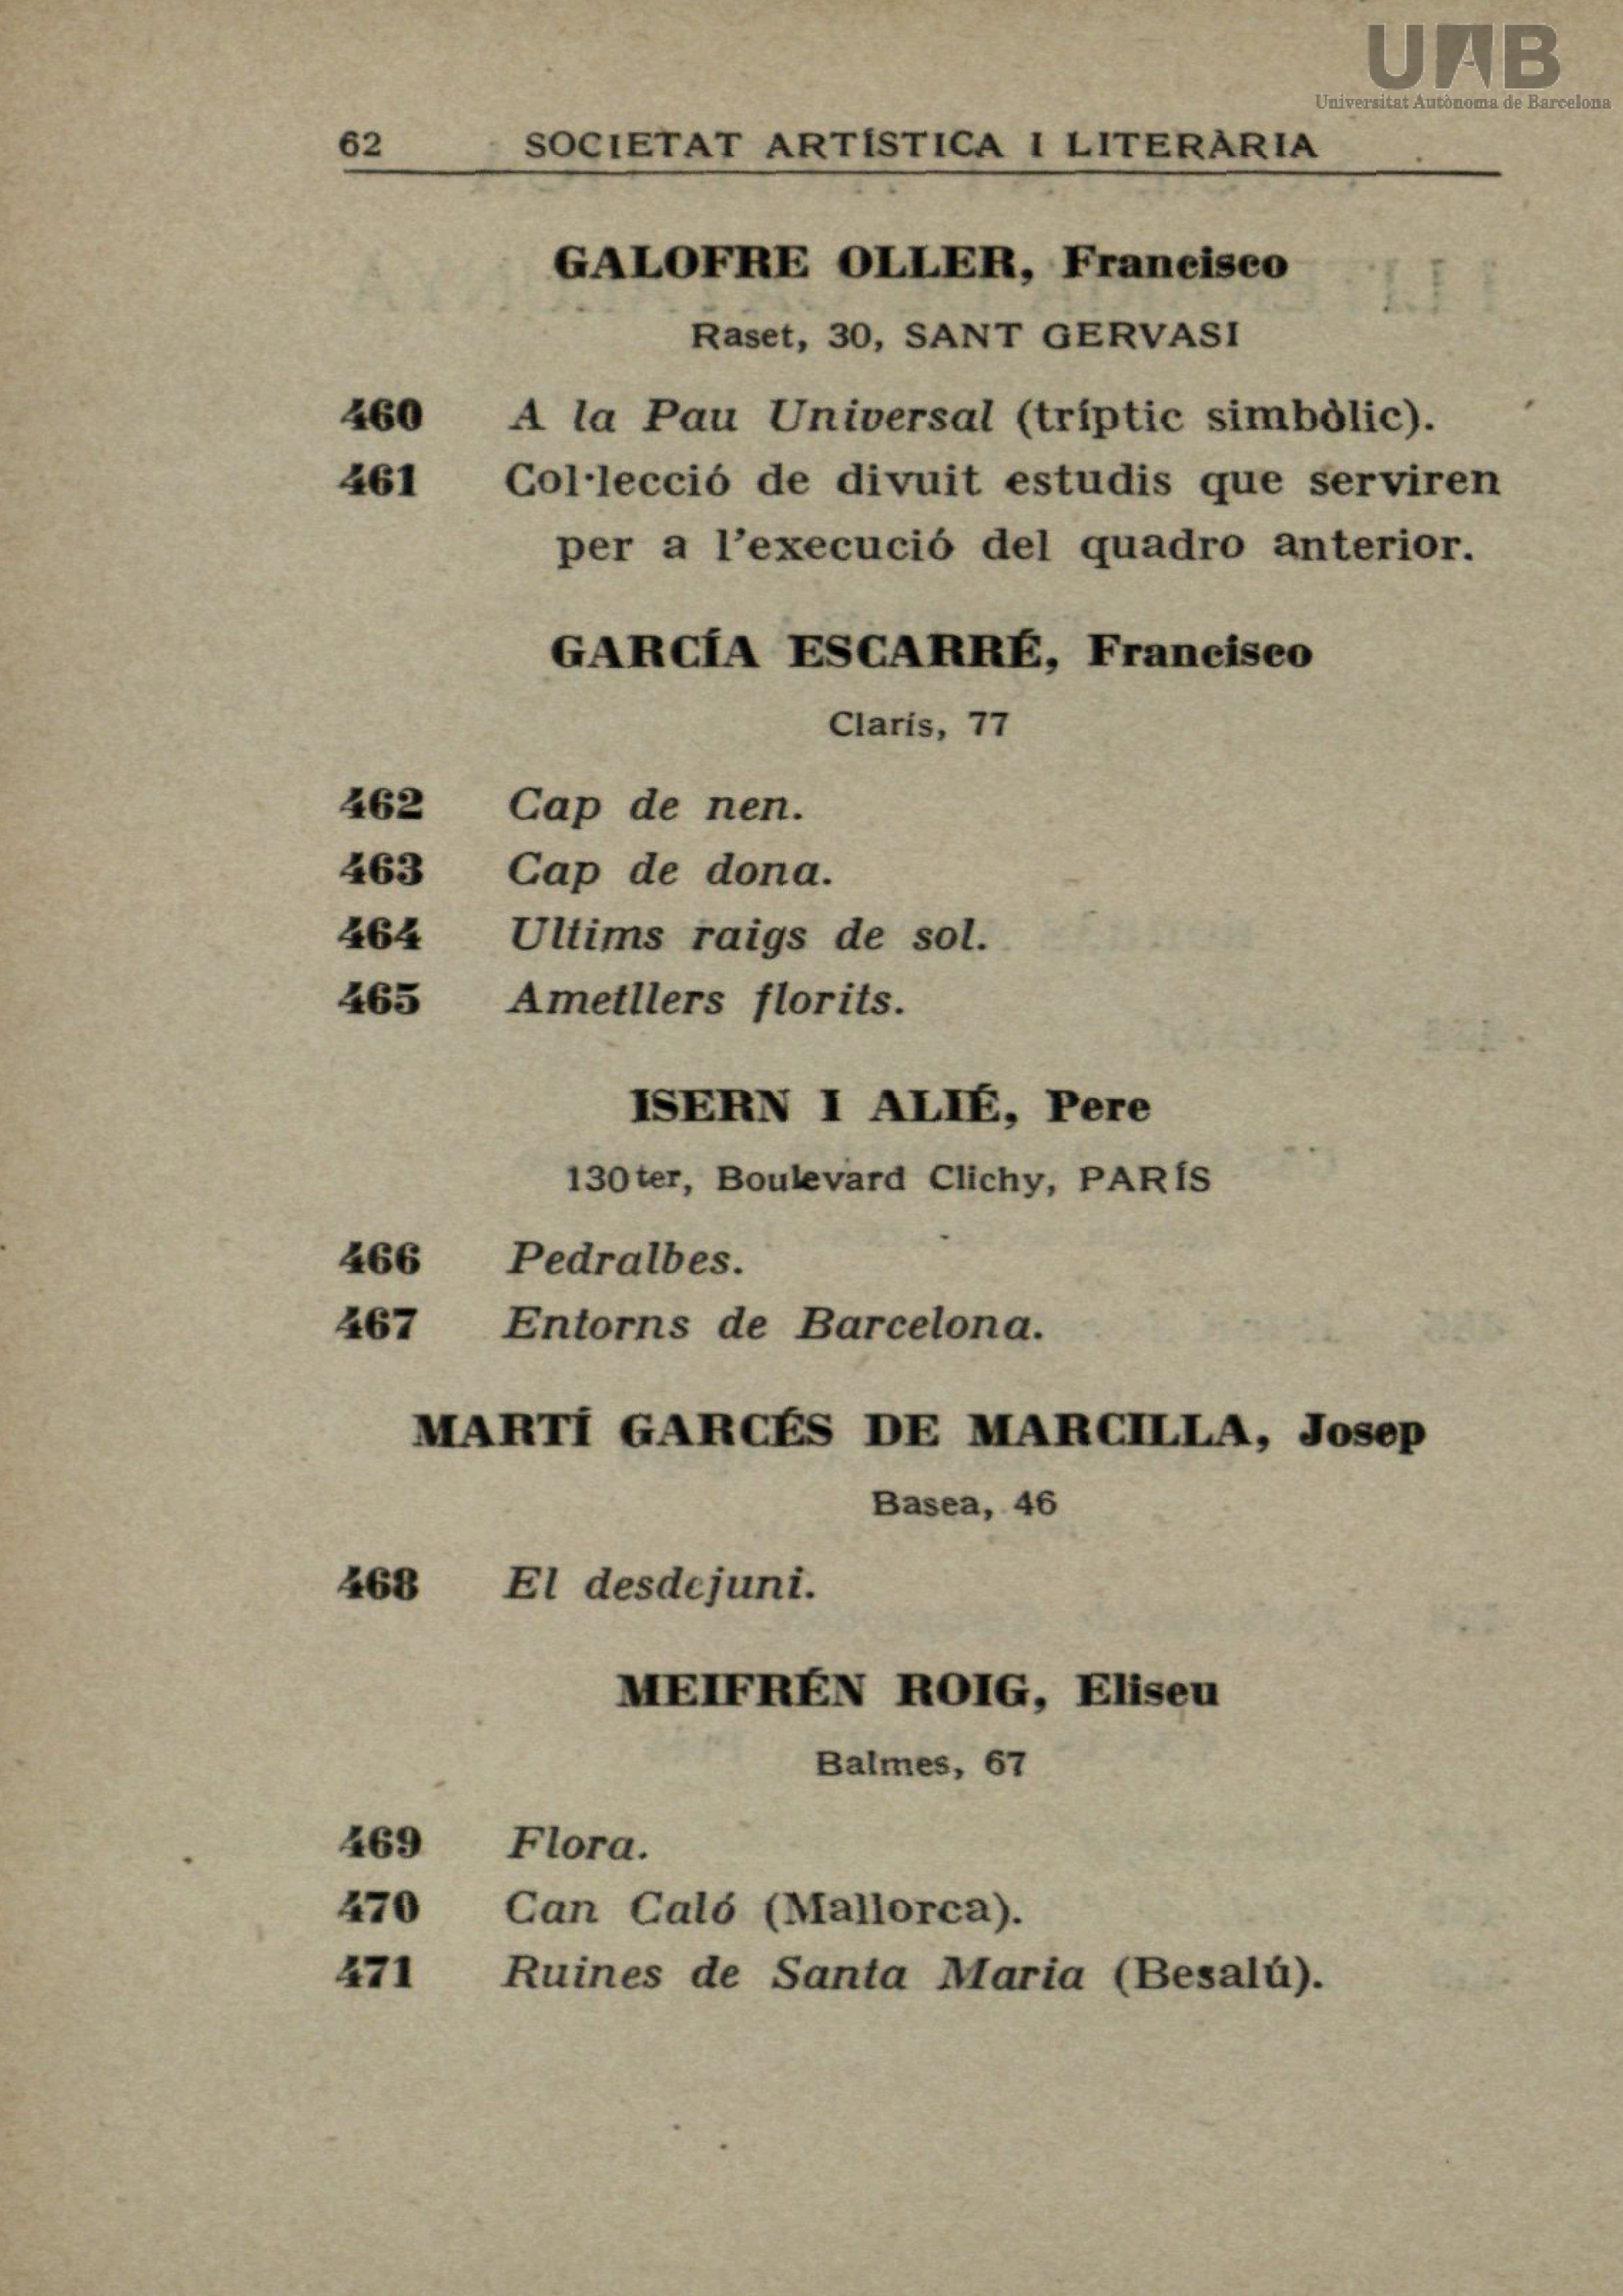 UAB
Universitat Autònoma de Barcelona
62 SOCIETAT ARTÍSTICA I LITERÀRIA
GALOFRE OLLER, Francisco
Raset, 30, SANT GERVASI
460 A la Pau Universal (tríptic simbòlic).
461 Col·lecció de divuit estudis que serviren
per a l'execució del quadro anterior.
GARCÍA ESCARRÉ, Francisco
Claris, 77
462 Cap de nen.
463 Cap de dona.
464 Ultims raigs de sol.
465 Ametllers florits.
ISERN I ALIÉ, Pere
130 ter, Boulevard Clichy, PARÍS
466 Pedralbes.
467 Entorns de Barcelona.
MARTÍ GARCÉS DE MARCILLA, Josep
Basea, 46
468 El desdejuni.
MEIFRÉN ROIG, Eliseu
Balmes, 67
469 Flora.
470 Can Caló (Mallorca).
471 Ruines de Santa Maria (Besalú).